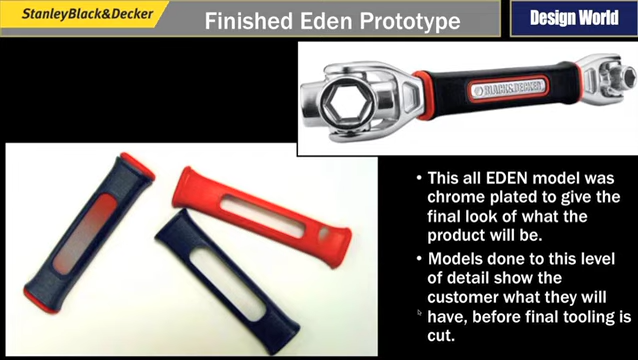 StanleyBlack&Decker
Finished Eden Prototype
Design World
BLACK&DECKER
• This all EDEN model was
chrome plated to give the
final look of what the
product will be.
• Models done to this level
of detail show the
customer what they will
have, before final tooling is
cut.